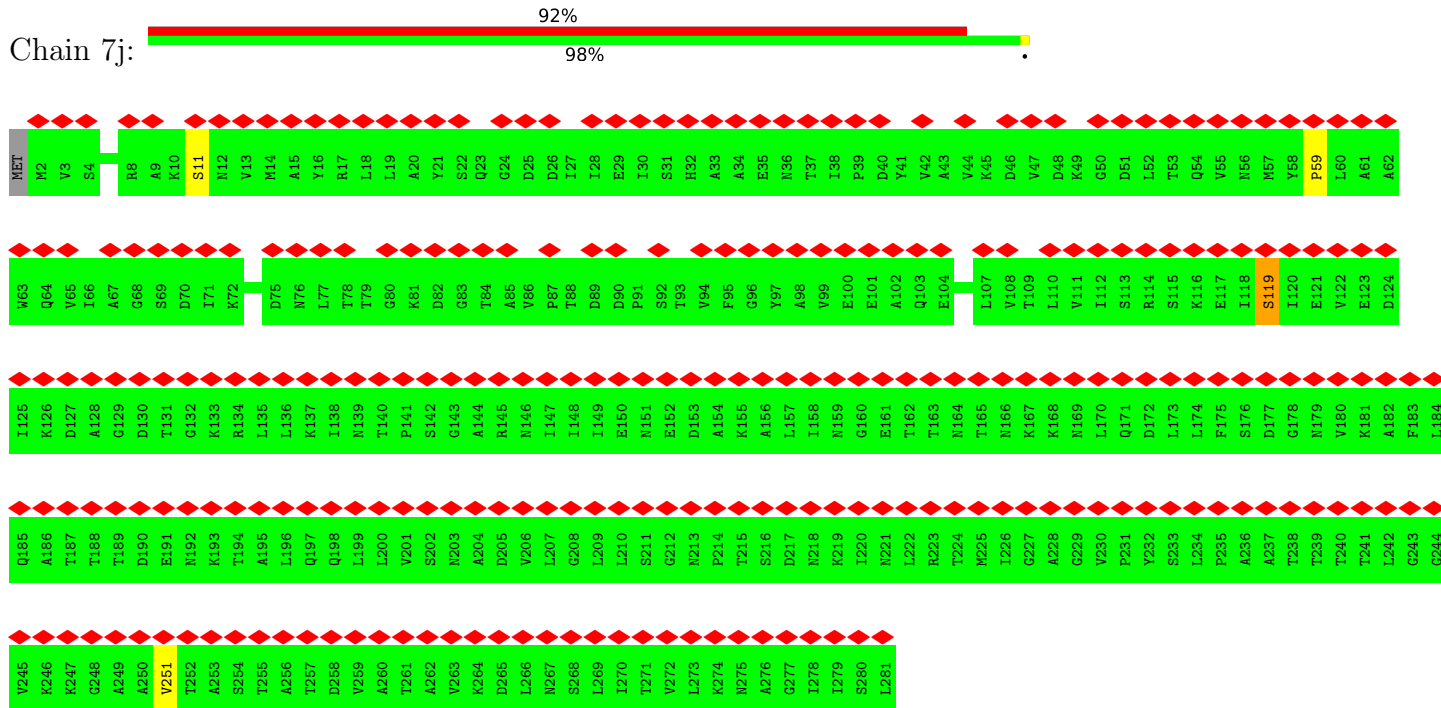 92%
Chain 7j:
98%
.
MET M2 V3 S4 R8 A9 K10 S11 N12 V13 M14 A15 Y16 R17 L18 L19 A20 Y21 S22 Q23 G24 D25 D26 I27 I28 E29 I30 S31 H32 A33 A34 E35 N36 T37 I38 P39 D40 Y41 V42 A43 V44 K45 D46 V47 D48 K49 G50 D51 L52 T53 Q54 V55 N56 M57 Y58 P59 L60 A61 A62
W63 Q64 V65 I66 A67 G68 S69 D70 I71 K72 D75 N76 L77 T78 T79 G80 K81 D82 G83 T84 A85 V86 P87 T88 D89 D90 P91 S92 T93 V94 F95 G96 Y97 A98 V99 E100 E101 A102 Q103 E104 L107 V108 T109 L110 V111 I112 S113 R114 S115 K116 E117 I118 S119 I120 E121 V122 E123 D124
I125 K126 D127 A128 G129 D130 T131 G132 K133 R134 L135 L136 K137 I138 N139 T140 P141 S142 G143 A144 R145 N146 I147 I148 I149 E150 N151 E152 D153 A154 K155 A156 L157 I158 N159 G160 E161 T162 T163 N164 T165 N166 K167 K168 N169 L170 Q171 D172 L173 L174 F175 S176 D177 G178 N179 V180 K181 A182 F183 L184
Q185 A186 T187 T188 T189 D190 E191 N192 K193 T194 A195 L196 Q197 Q198 L199 L200 V201 S202 N203 A204 D205 V206 L207 G208 L209 L210 S211 G212 N213 P214 T215 S216 D217 N218 K219 I220 N221 L222 R223 T224 M225 I226 G227 A228 G229 V230 P231 Y232 S233 L234 P235 A236 A237 T238 T239 T240 T241 L242 G243 G244
V245 K246 K247 G248 A249 A250 V251 T252 A253 S254 T255 A256 T257 D258 V259 A260 T261 A262 V263 K264 D265 L266 N267 S268 L269 I270 T271 V272 L273 K274 N275 A276 G277 I278 I279 S280 L281